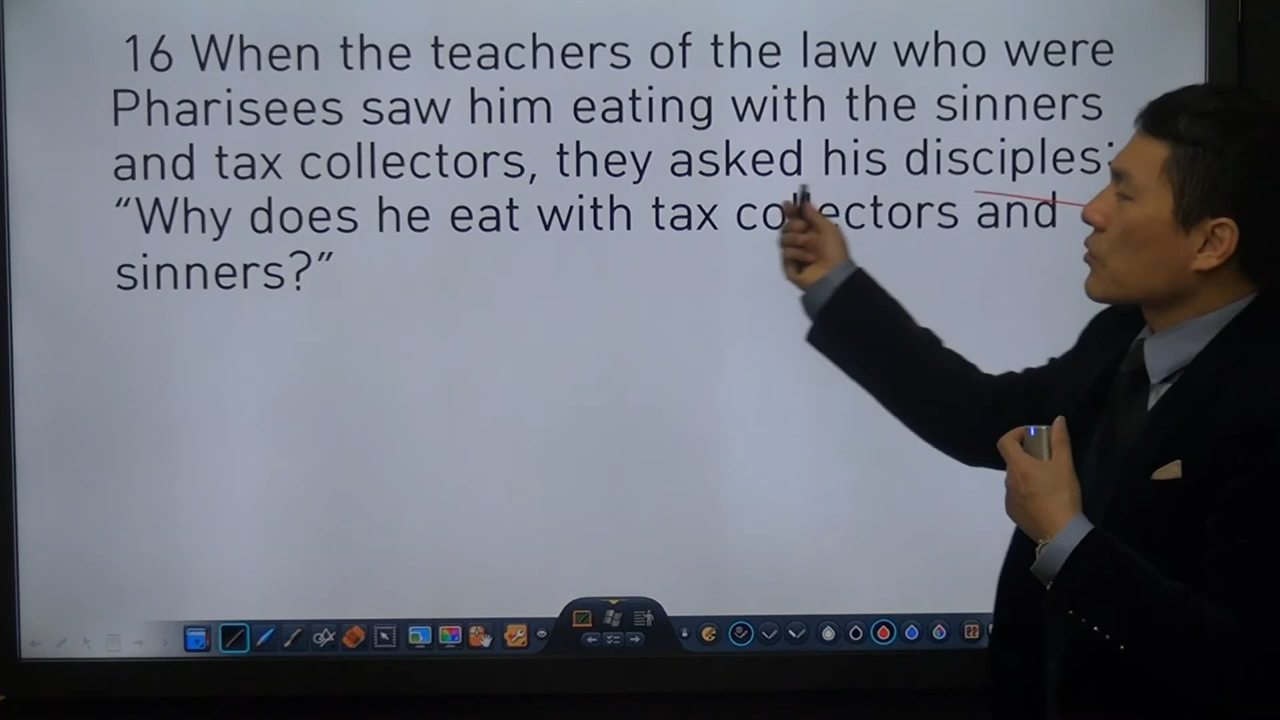 16 When the teachers of the law who were
Pharisees saw him eating with the sinners
and tax collectors, they asked his disciples:
“Why does he eat with tax collectors and
sinners?”